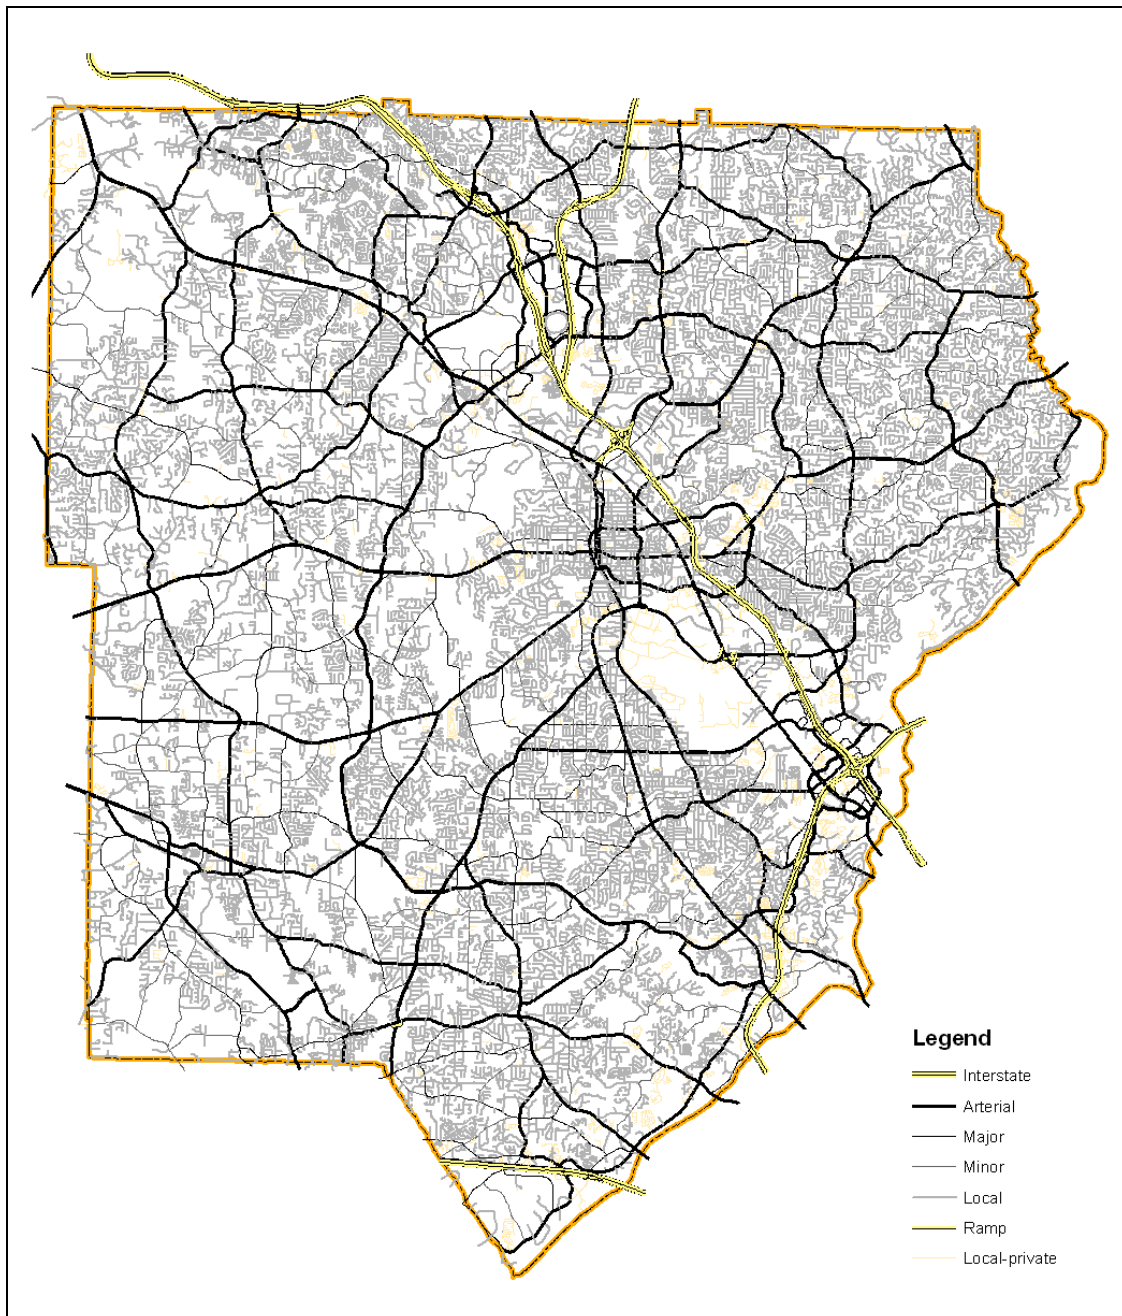 Legend
Interstate
Arterial
Major
Minor
Local
Ramp
Local-private